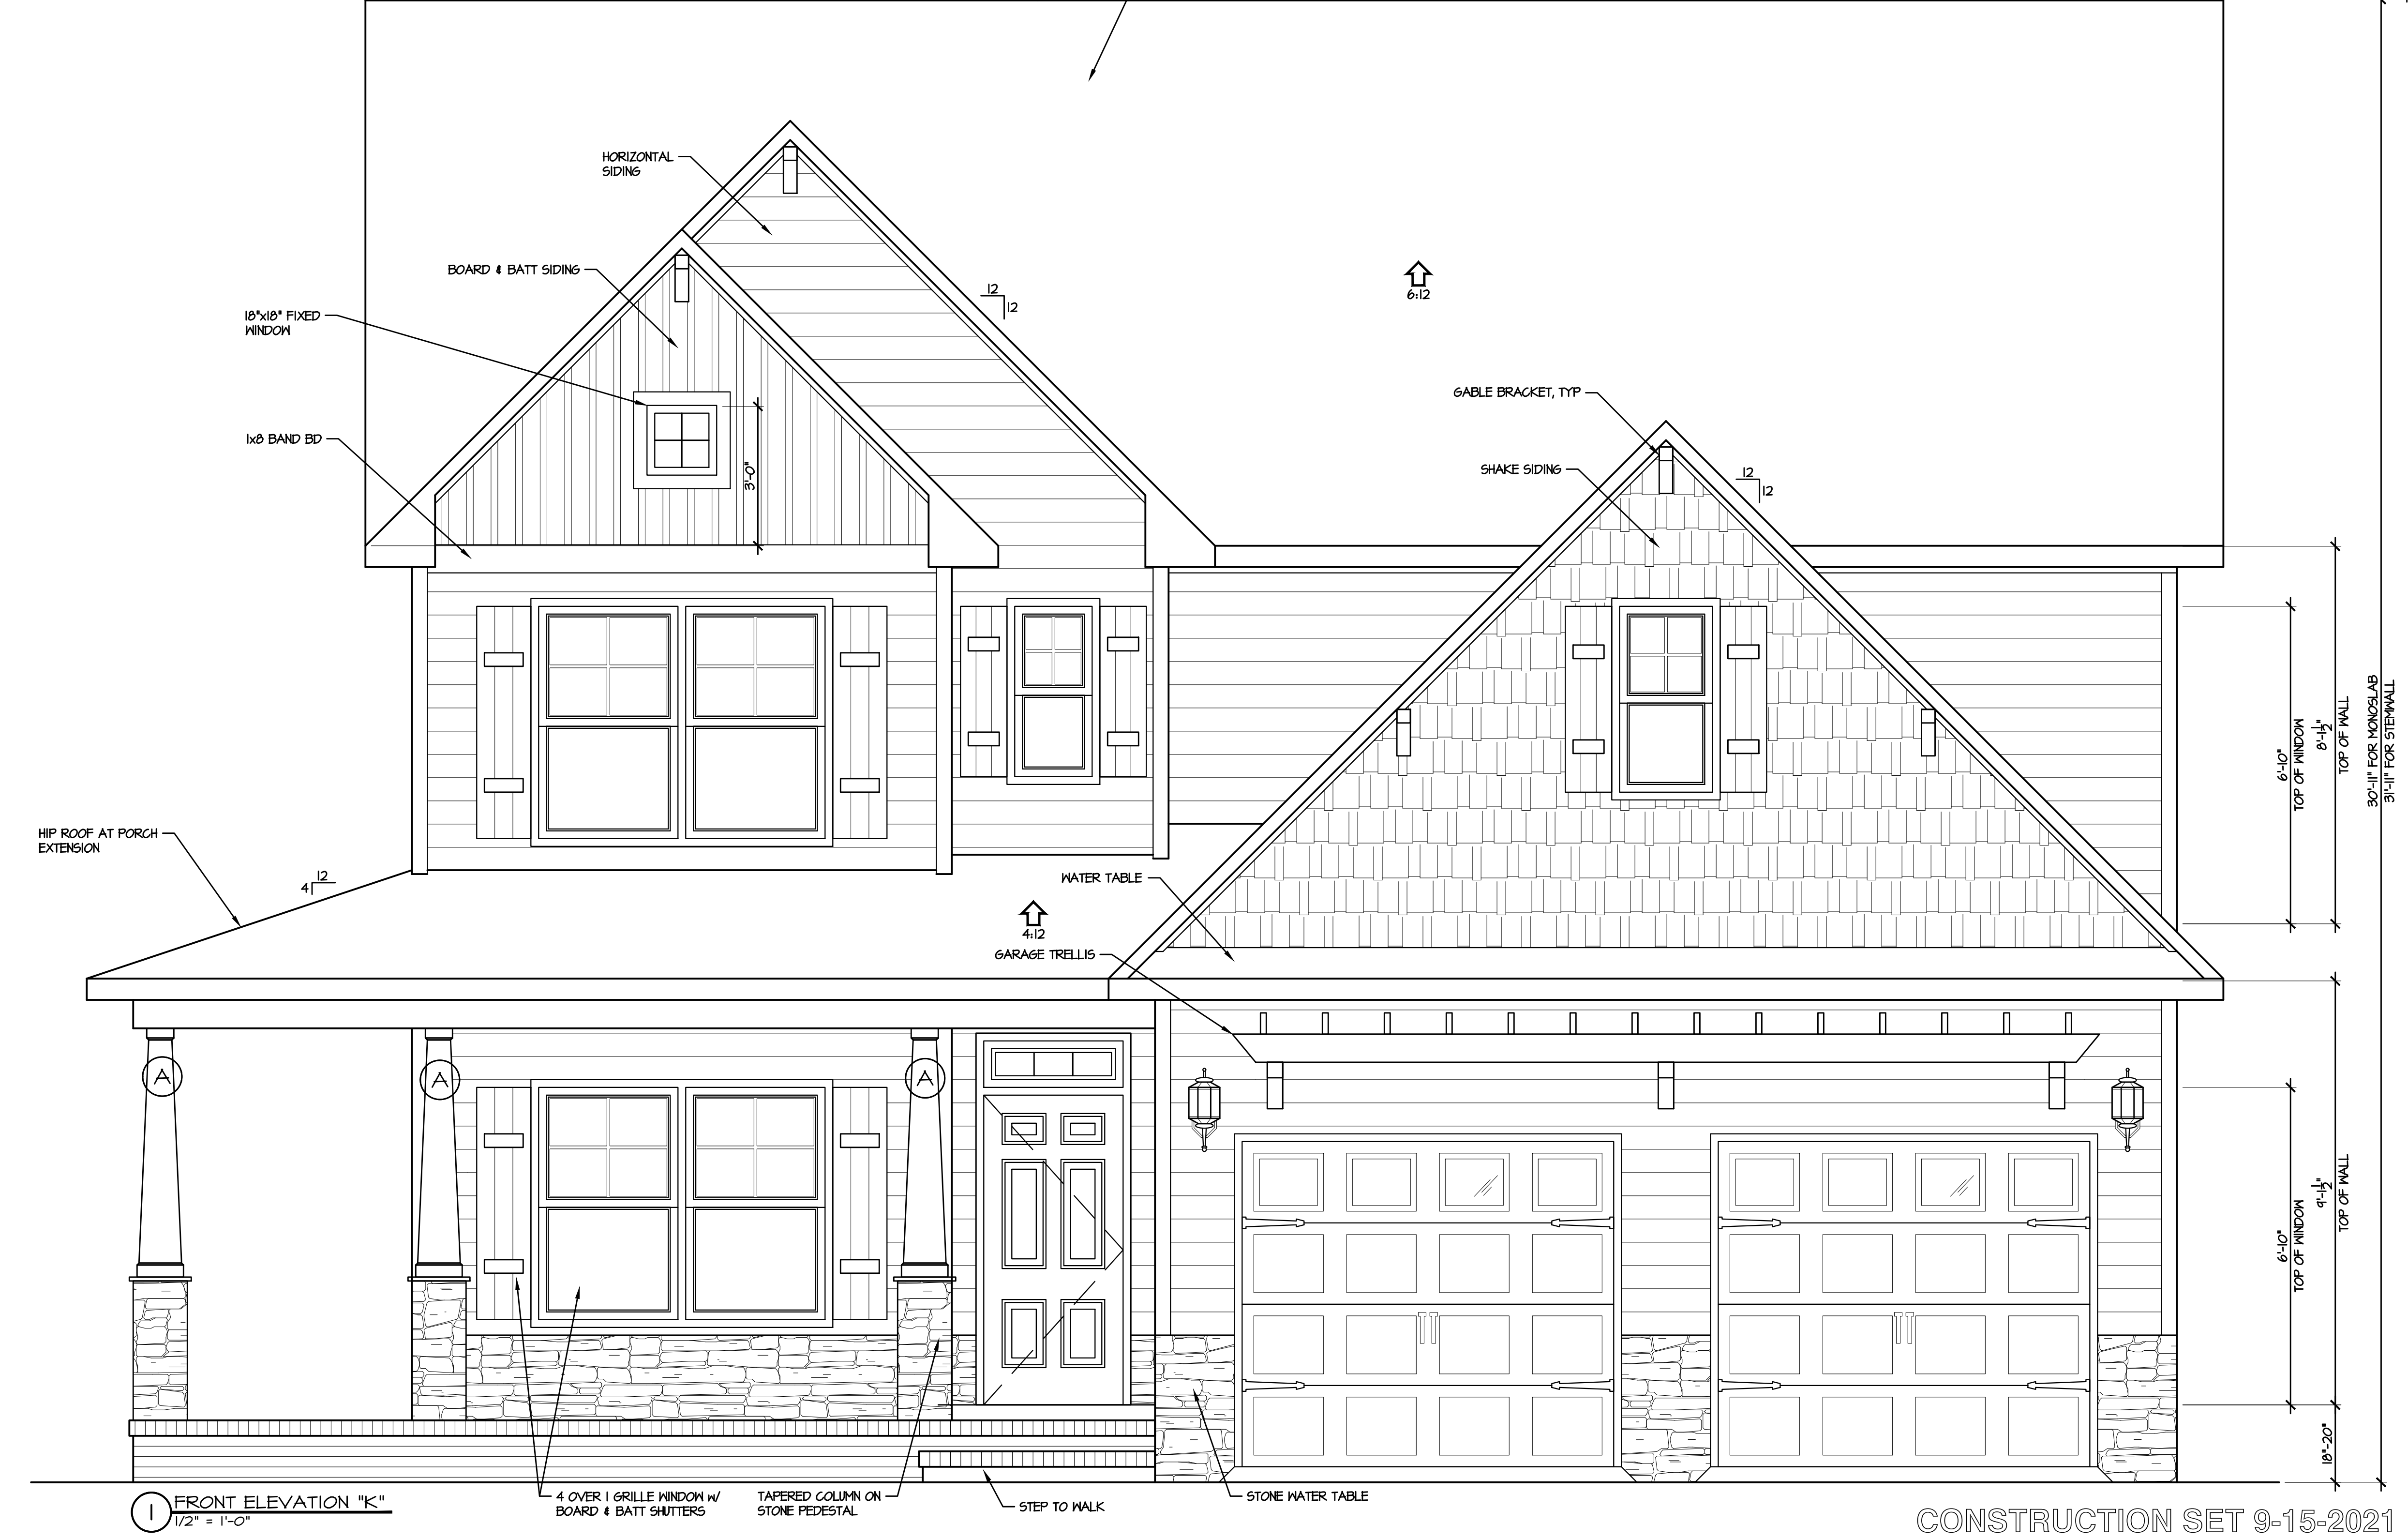 HORIZONTAL
SIDING
BOARD & BATT SIDING
18"x18" FIXED
WINDOW
12
12
6:12
GABLE BRACKET, TYP
1x8 BAND BD
3'-0"
SHAKE SIDING
12
12
6'-10"
TOP OF WINDOW
8'-1 1/2"
TOP OF WALL
30'-11" FOR MONOSLAB
31'-11" FOR STEMWALL
HIP ROOF AT PORCH
EXTENSION
12
4
WATER TABLE
4:12
GARAGE TRELLIS
A
A
A
6'-10"
TOP OF WINDOW
9'-1 1/2"
TOP OF WALL
18"-20"
1
FRONT ELEVATION "K"
1/2" = 1'-0"
4 OVER 1 GRILLE WINDOW w/
BOARD & BATT SHUTTERS
TAPERED COLUMN ON
STONE PEDESTAL
STEP TO WALK
STONE WATER TABLE
CONSTRUCTION SET 9-15-2021